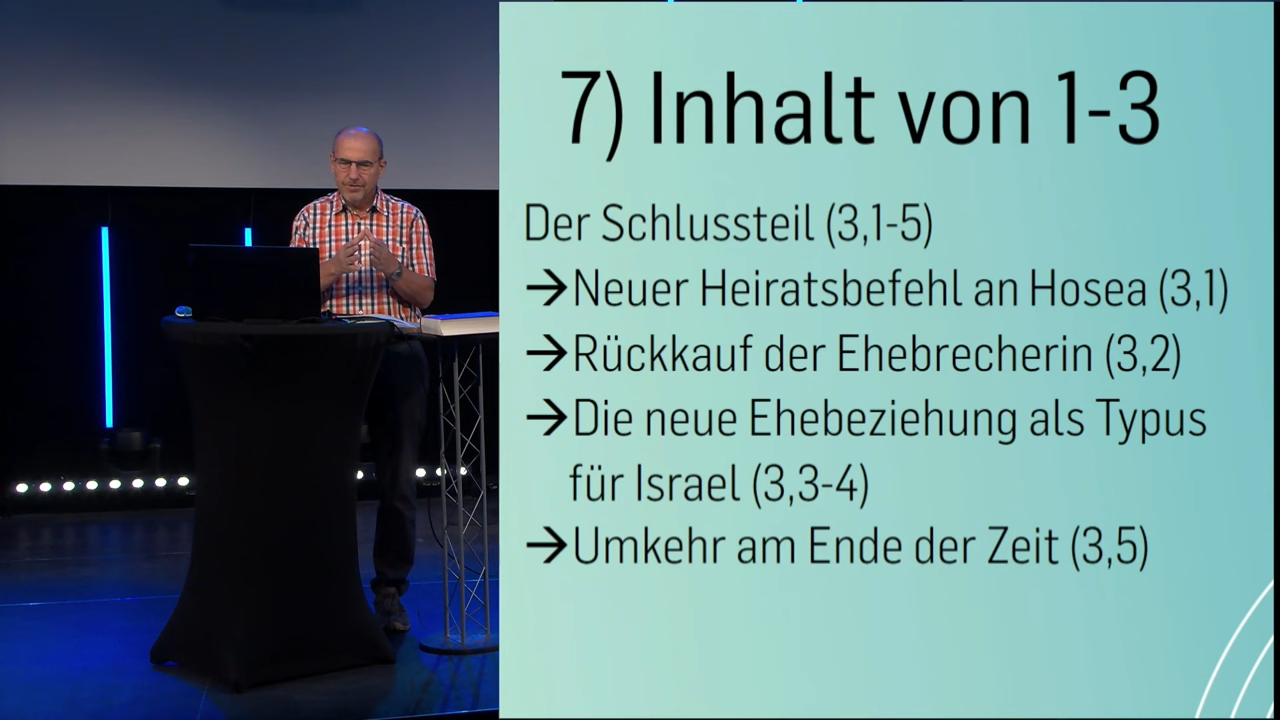 7) Inhalt von 1-3
Der Schlussteil (3,1-5)
→Neuer Heiratsbefehl an Hosea (3,1)
→Rückkauf der Ehebrecherin (3,2)
→Die neue Ehebeziehung als Typus
für Israel (3,3-4)
→Umkehr am Ende der Zeit (3,5)